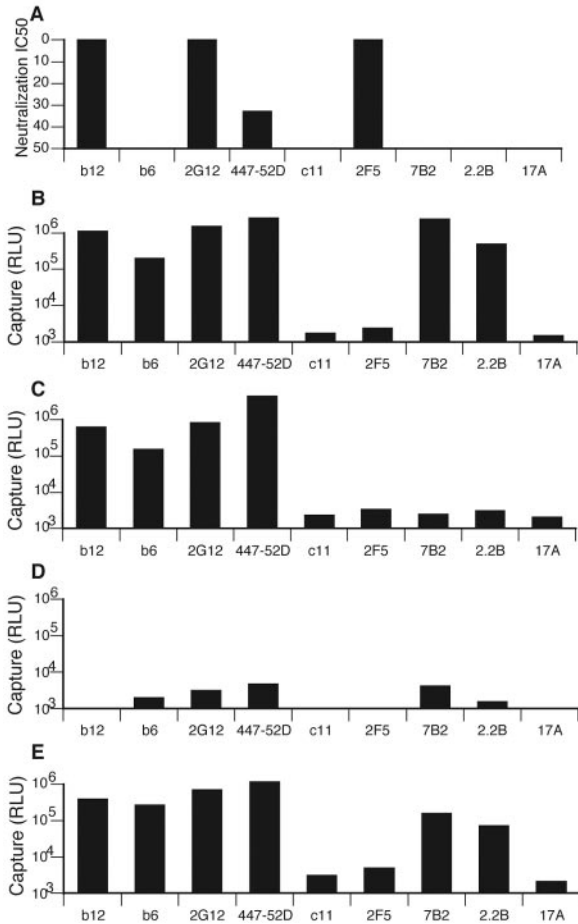 A
Neutralization IC50
0
10
20
30
40
50
b12 b6 2G12 447-52D c11 2F5 7B2 2.2B 17A
B
Capture (RLU)
10^6
10^5
10^4
10^3
b12 b6 2G12 447-52D c11 2F5 7B2 2.2B 17A
C
Capture (RLU)
10^6
10^5
10^4
10^3
b12 b6 2G12 447-52D c11 2F5 7B2 2.2B 17A
D
Capture (RLU)
10^6
10^5
10^4
10^3
b12 b6 2G12 447-52D c11 2F5 7B2 2.2B 17A
E
Capture (RLU)
10^6
10^5
10^4
10^3
b12 b6 2G12 447-52D c11 2F5 7B2 2.2B 17A